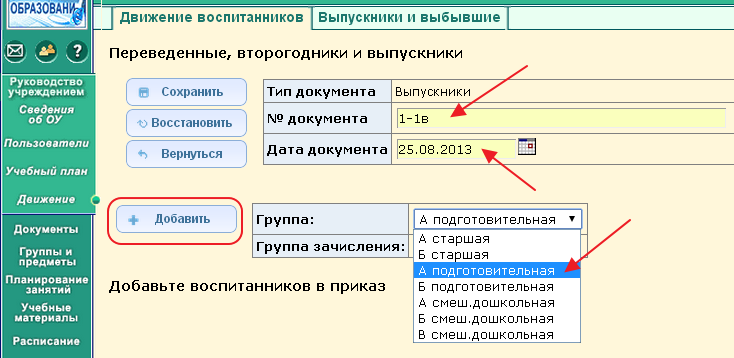 ОБРАЗОВАНИ
Руководство
учреждением
Сведения
об ОУ
Пользователи
Учебный план
Движение
Документы
Группы и
предметы
Планирование
занятий
Учебные
материалы
Расписание
Движение воспитанников
Выпускники и выбывшие
Переведенные, второгодники и выпускники
Сохранить
Восстановить
Вернуться
Тип документа Выпускники
№ документа 1-1в
Дата документа 25.08.2013
Добавить
Группа: А подготовительная
Группа зачисления:
А старшая
Б старшая
А подготовительная
Б подготовительная
А смеш.дошкольная
Б смеш.дошкольная
В смеш.дошкольная
Добавьте воспитанников в приказ